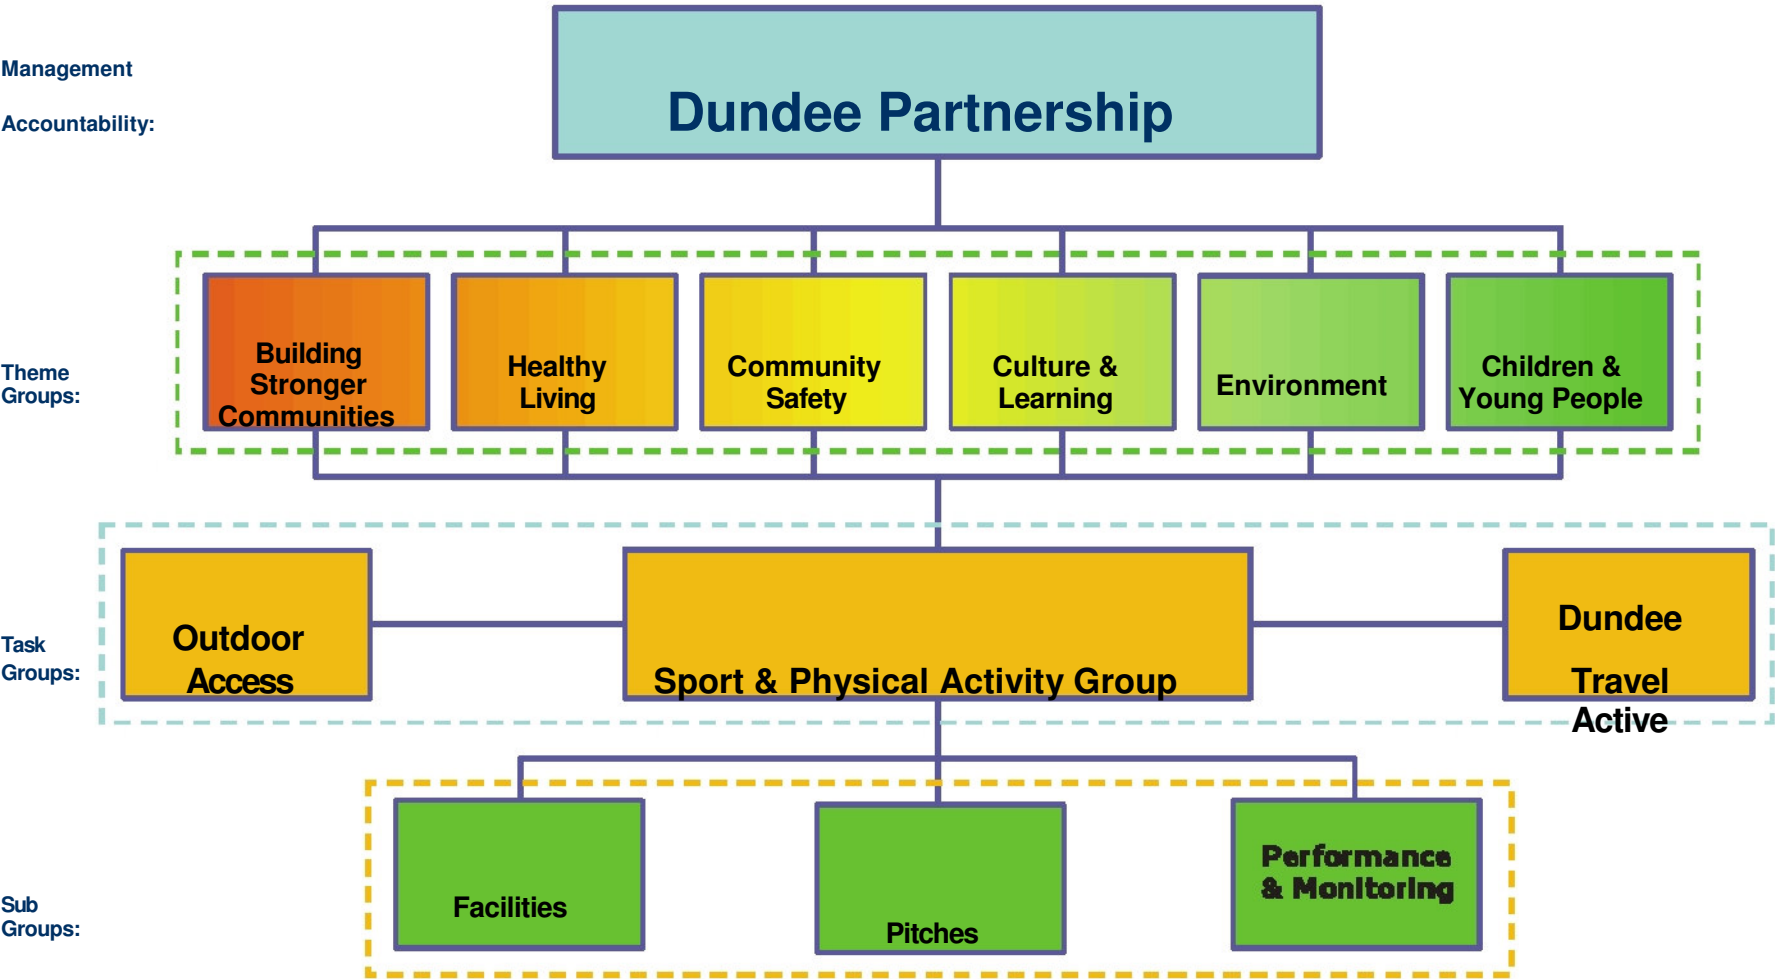 Management
Accountability:
Dundee Partnership
Theme
Groups:
Building
Stronger
Communities
Healthy
Living
Community
Safety
Culture &
Learning
Environment
Children &
Young People
Task
Groups:
Outdoor
Access
Sport & Physical Activity Group
Dundee
Travel
Active
Sub
Groups:
Facilities
Pitches
Performance
& Monitoring